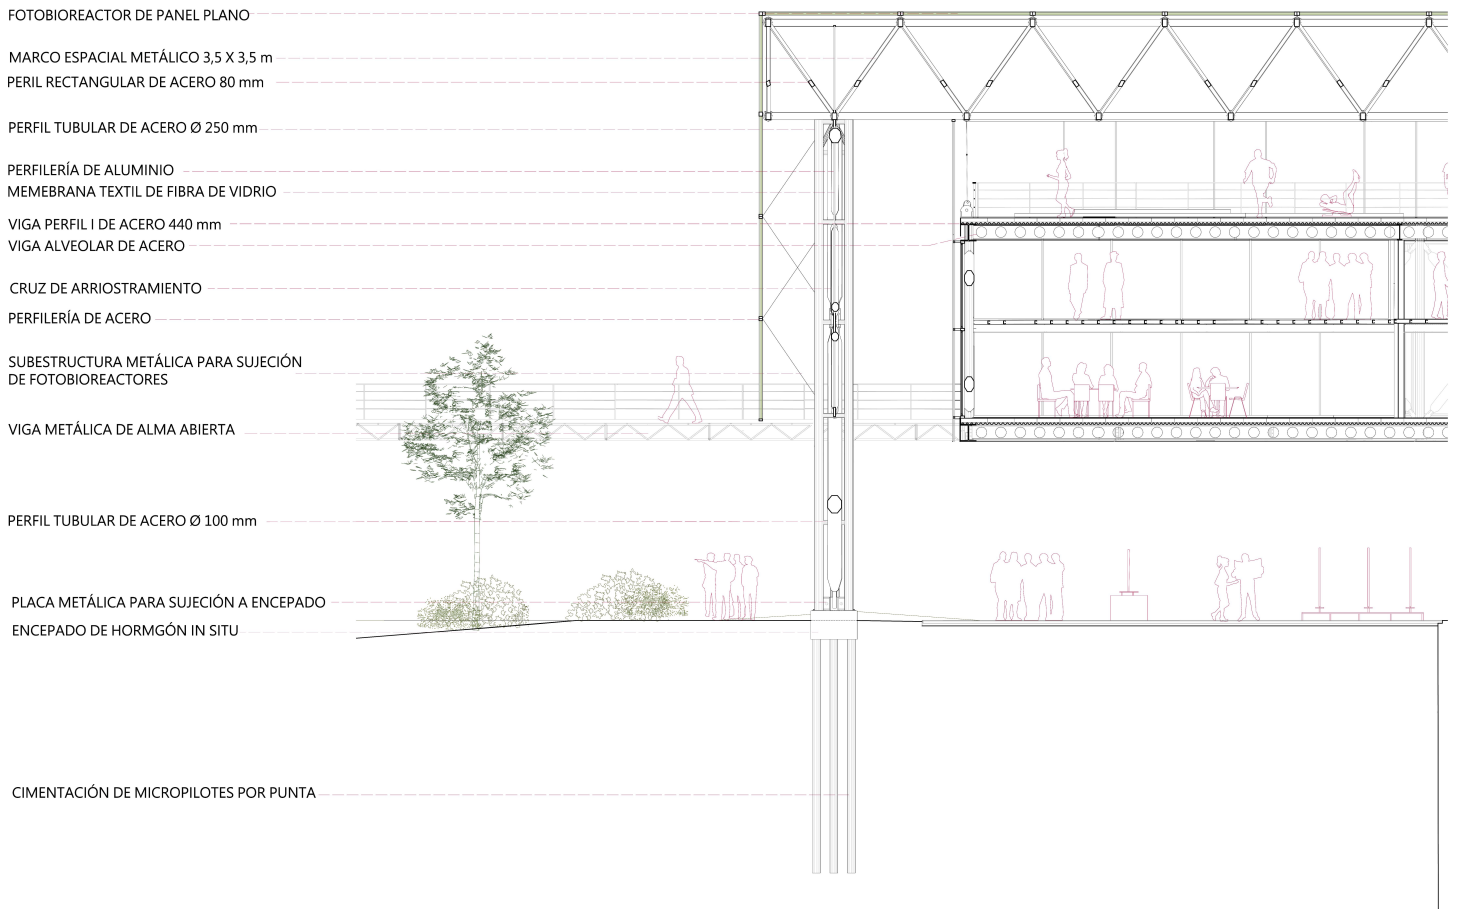 FOTOBIOREACTOR DE PANEL PLANO
MARCO ESPACIAL METÁLICO 3,5 X 3,5 m
PERIL RECTANGULAR DE ACERO 80 mm
PERFIL TUBULAR DE ACERO Ø 250 mm
PERFILERÍA DE ALUMINIO
MEMEBRANA TEXTIL DE FIBRA DE VIDRIO
VIGA PERFIL I DE ACERO 440 mm
VIGA ALVEOLAR DE ACERO
CRUZ DE ARRIOSTRAMIENTO
PERFILERÍA DE ACERO
SUBESTRUCTURA METÁLICA PARA SUJECIÓN
DE FOTOBIOREACTORES
VIGA METÁLICA DE ALMA ABIERTA
PERFIL TUBULAR DE ACERO Ø 100 mm
PLACA METÁLICA PARA SUJECIÓN A ENCEPADO
ENCEPADO DE HORMGÓN IN SITU
CIMENTACIÓN DE MICROPILOTES POR PUNTA